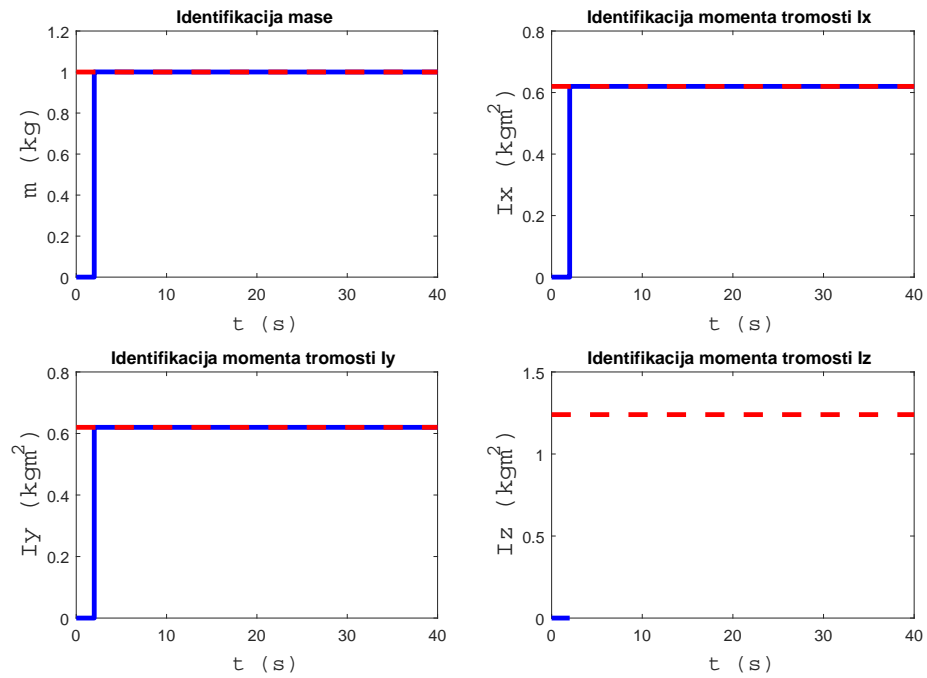 Identifikacija mase
1.2
1
0.8
0.6
0.4
0.2
0
m (kg)
0 10 20 30 40
t (s)
Identifikacija momenta tromosti Ix
0.8
0.6
0.4
0.2
0
Ix (kgm²)
0 10 20 30 40
t (s)
Identifikacija momenta tromosti Iy
0.8
0.6
0.4
0.2
0
Iy (kgm²)
0 10 20 30 40
t (s)
Identifikacija momenta tromosti Iz
1.5
1
0.5
0
Iz (kgm²)
0 10 20 30 40
t (s)